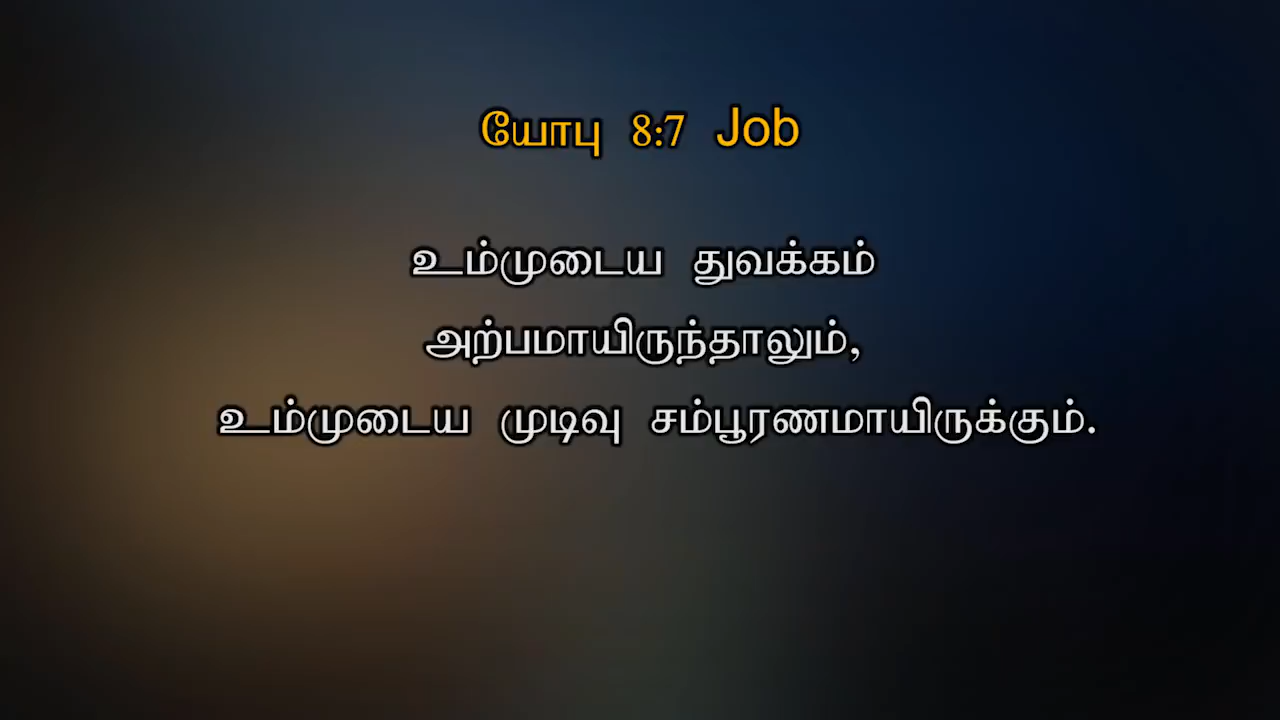 யோபு 8:7 Job
உம்முடைய துவக்கம்
அற்பமாயிருந்தாலும்,
உம்முடைய முடிவு சம்பூரணமாயிருக்கும்.